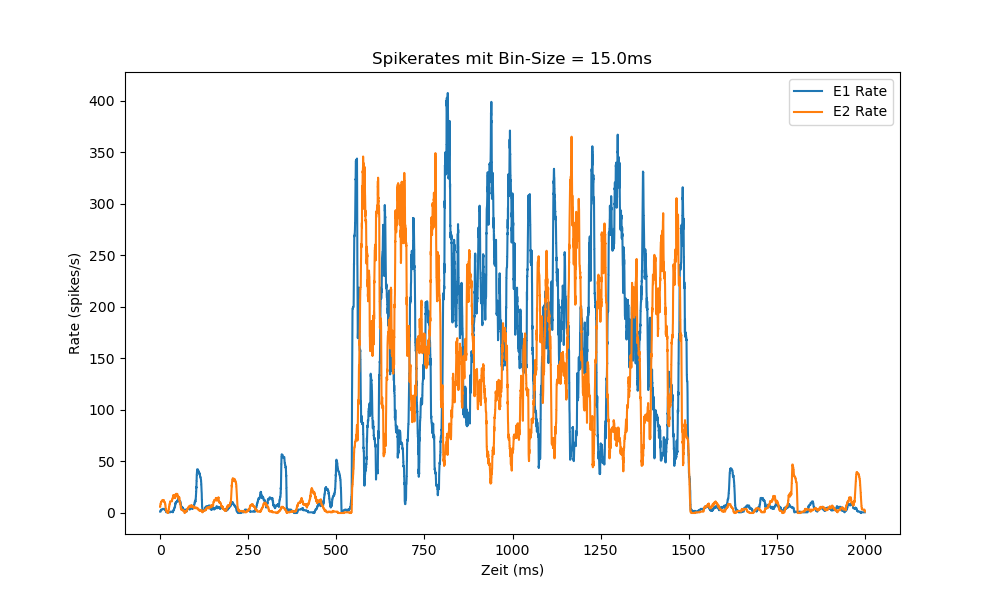 Spikerates mit Bin-Size = 15.0ms
E1 Rate
E2 Rate
Rate (spikes/s)
400
350
300
250
200
150
100
50
0
0 250 500 750 1000 1250 1500 1750 2000
Zeit (ms)